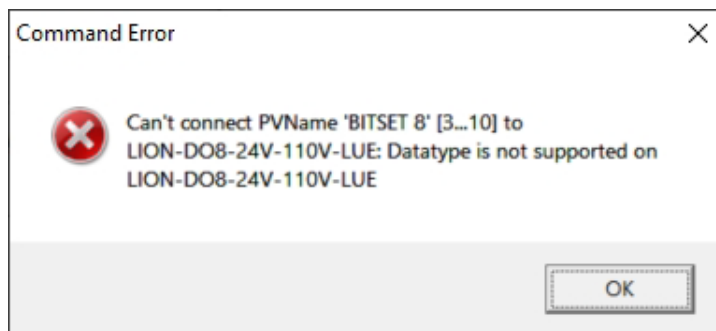 Command Error
Can't connect PVName 'BITSET 8' [3...10] to
LION-DO8-24V-110V-LUE: Datatype is not supported on
LION-DO8-24V-110V-LUE
OK